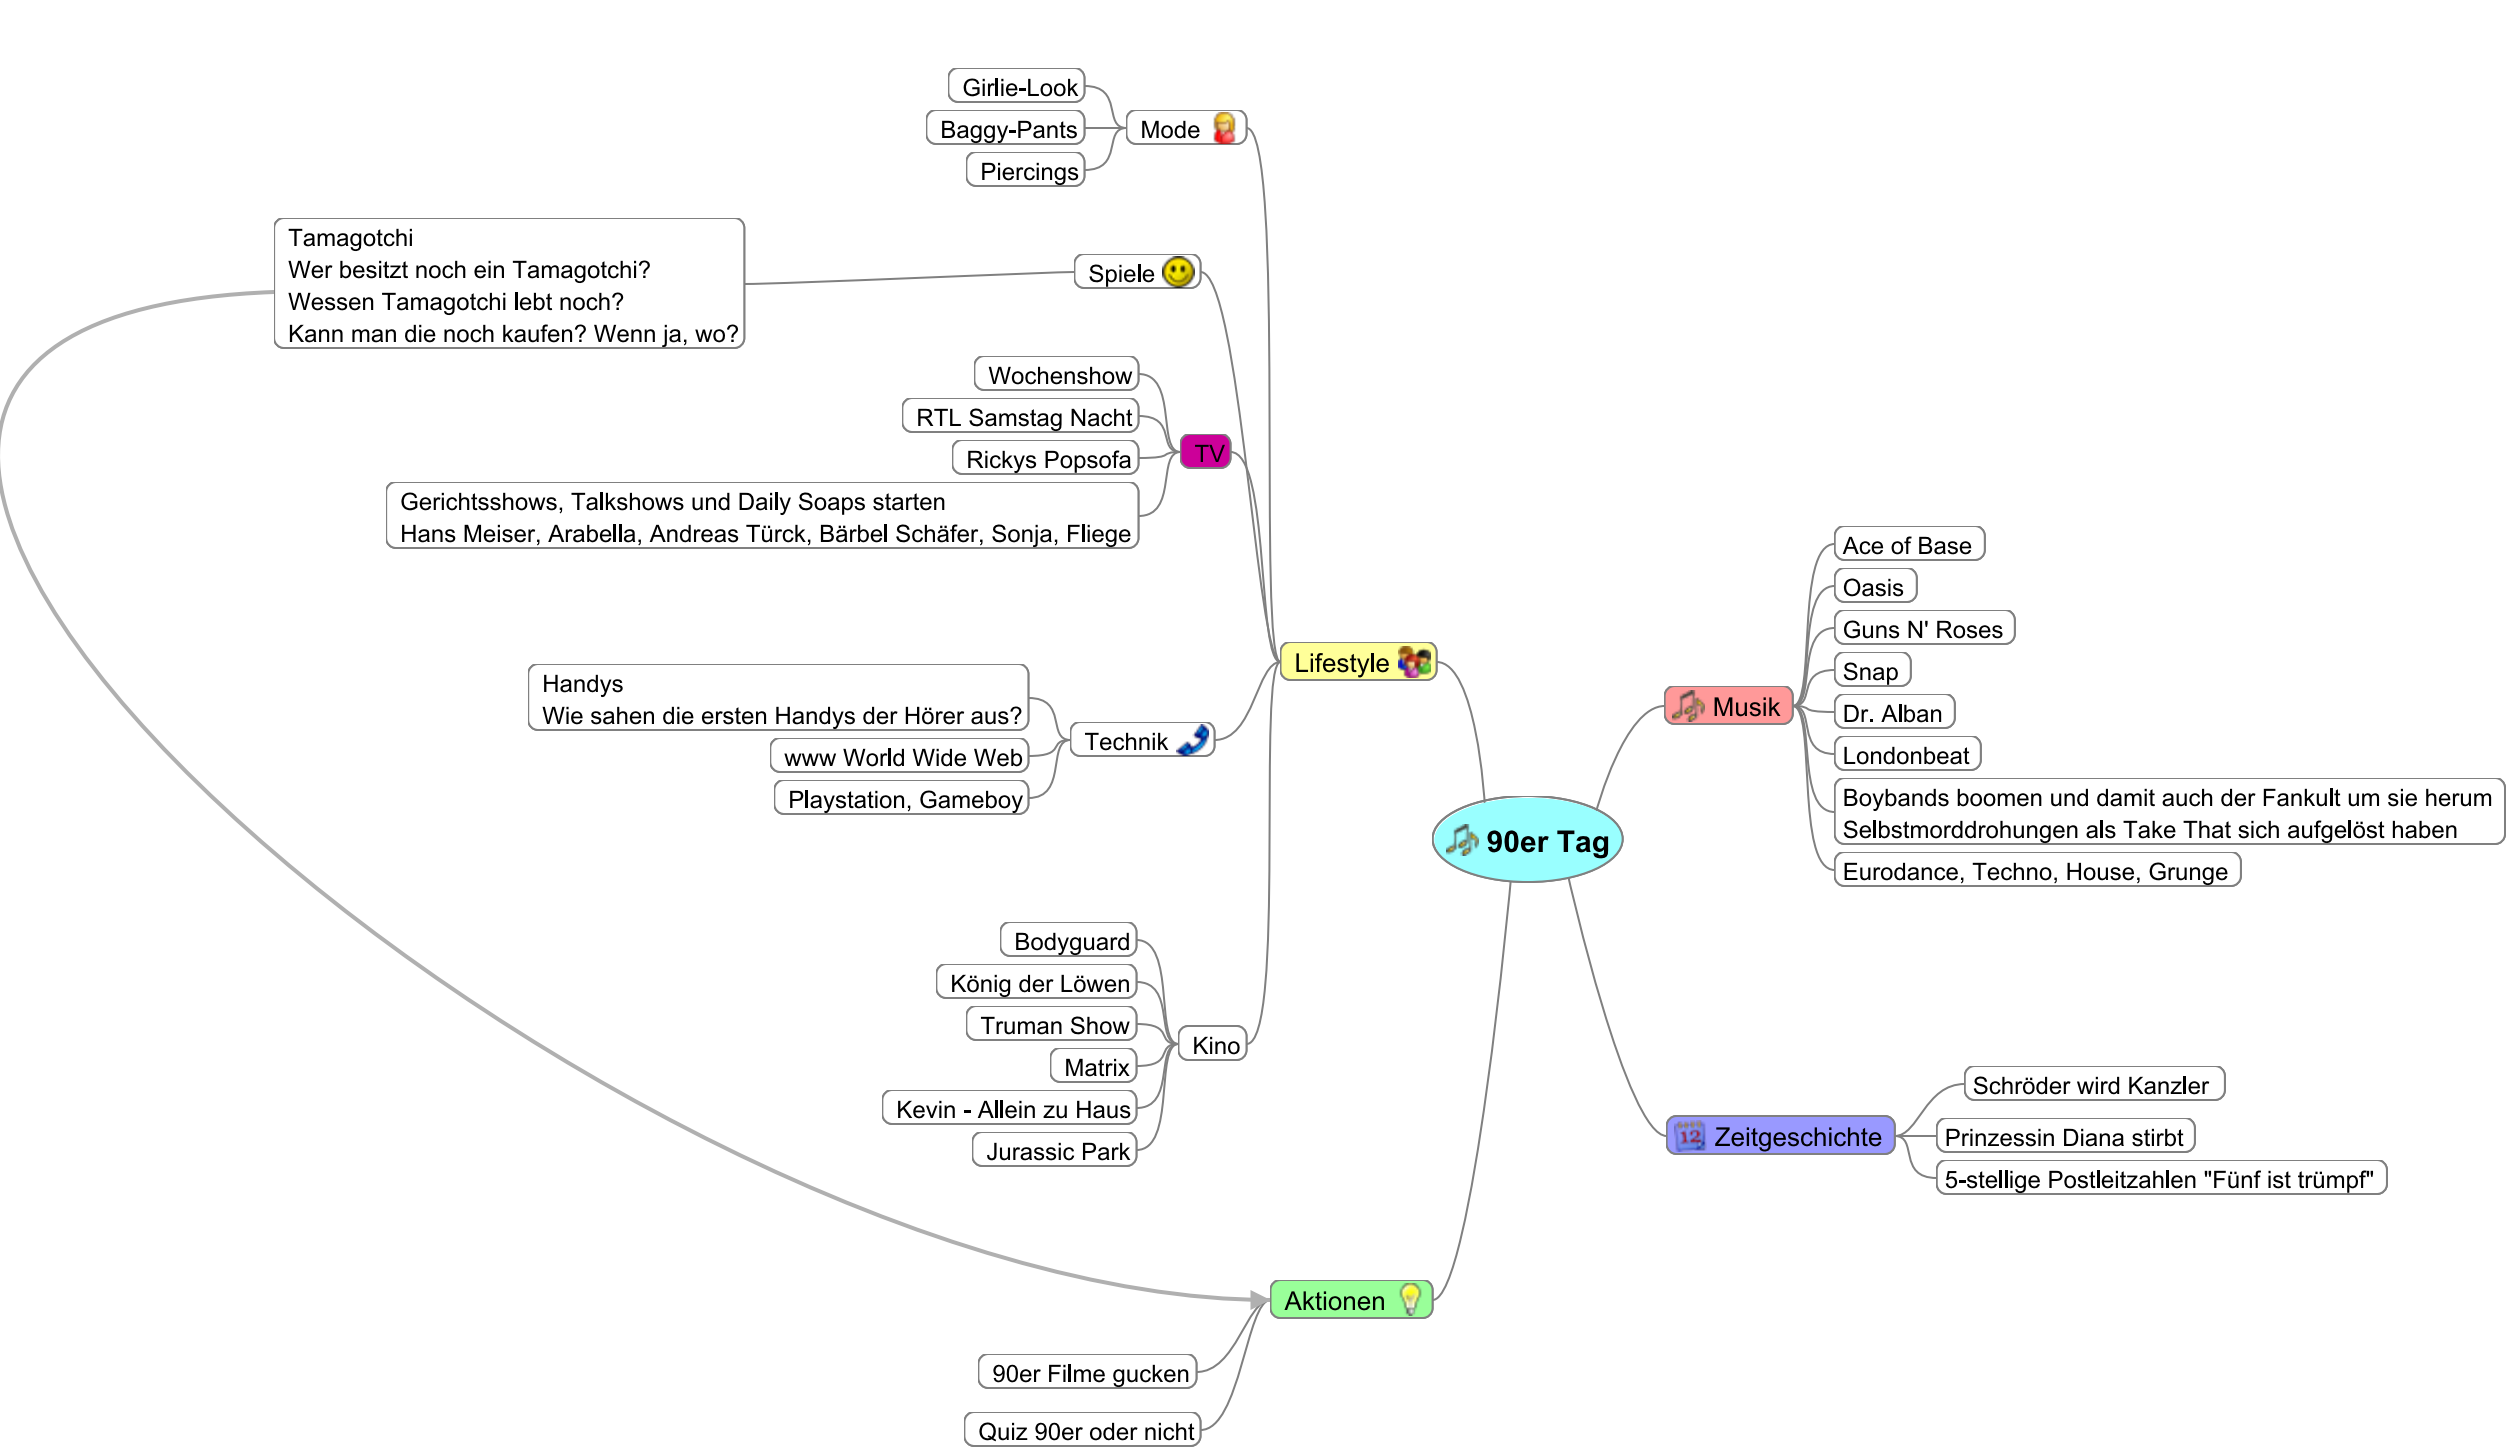 Girlie-Look
Baggy-Pants
Piercings
Mode
Tamagotchi
Wer besitzt noch ein Tamagotchi?
Wessen Tamagotchi lebt noch?
Kann man die noch kaufen? Wenn ja, wo?
Spiele
Wochenshow
RTL Samstag Nacht
Rickys Popsofa
Gerichtsshows, Talkshows und Daily Soaps starten
Hans Meiser, Arabella, Andreas Türck, Bärbel Schäfer, Sonja, Fliege
TV
Handys
Wie sahen die ersten Handys der Hörer aus?
www World Wide Web
Playstation, Gameboy
Technik
Bodyguard
König der Löwen
Truman Show
Matrix
Kevin - Allein zu Haus
Jurassic Park
Kino
Lifestyle
90er Filme gucken
Quiz 90er oder nicht
Aktionen
90er Tag
Musik
Ace of Base
Oasis
Guns N' Roses
Snap
Dr. Alban
Londonbeat
Boybands boomen und damit auch der Fankult um sie herum
Selbstmorddrohungen als Take That sich aufgelöst haben
Eurodance, Techno, House, Grunge
12
Zeitgeschichte
Schröder wird Kanzler
Prinzessin Diana stirbt
5-stellige Postleitzahlen "Fünf ist trümpf"